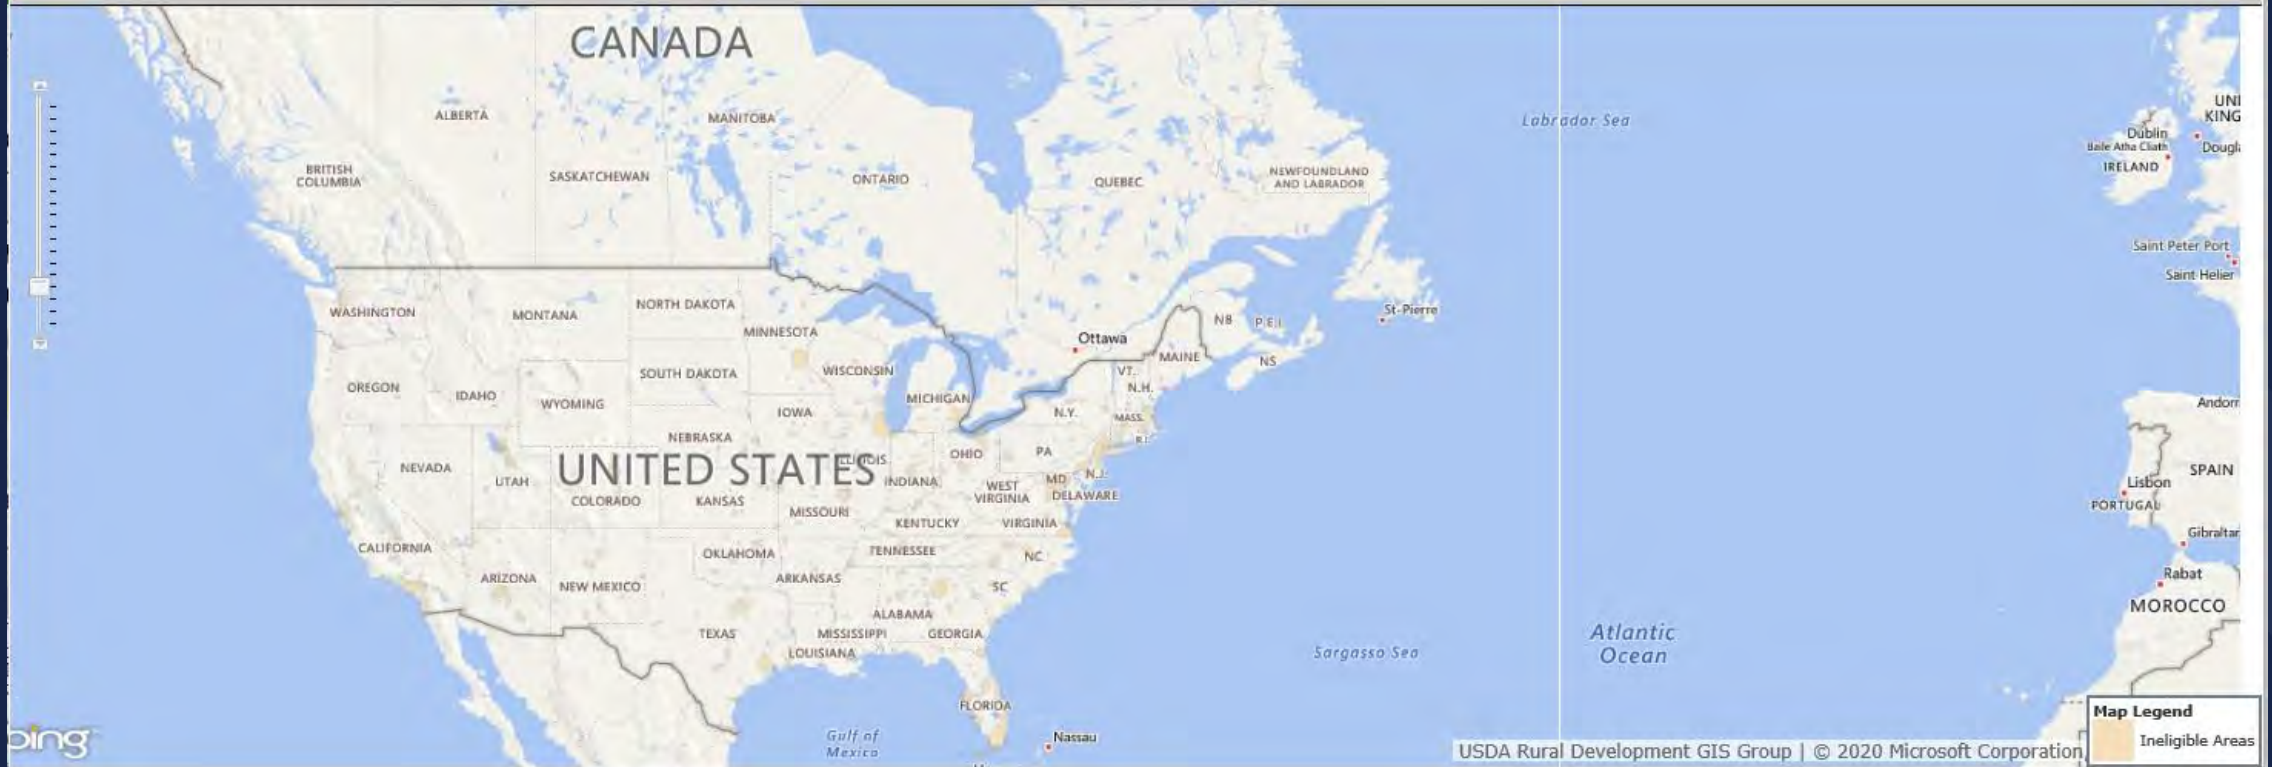 CANADA
ALBERTA
MANITOBA
BRITISH
COLUMBIA
SASKATCHEWAN
ONTARIO
QUEBEC
NEWFOUNDLAND
AND LABRADOR
Labrador Sea
UNI
KING
Dublin
Baile Atha Cliath
Dougla
IRELAND
Saint Peter Port
Saint Helier
WASHINGTON
MONTANA
NORTH DAKOTA
MINNESOTA
Ottawa
NB
P.E.I.
St-Pierre
MAINE
NS
OREGON
IDAHO
WYOMING
SOUTH DAKOTA
WISCONSIN
MICHIGAN
VT.
N.H.
N.Y.
MASS.
R.I.
IOWA
NEBRASKA
Andorr
NEVADA
UTAH
UNITED STATES
ILLINOIS
INDIANA
OHIO
PA
MD
N.J.
DELAWARE
WEST
VIRGINIA
COLORADO
KANSAS
MISSOURI
KENTUCKY
VIRGINIA
SPAIN
Lisbon
PORTUGAL
Gibraltar
CALIFORNIA
ARIZONA
NEW MEXICO
OKLAHOMA
ARKANSAS
TENNESSEE
NC
SC
Rabat
MOROCCO
TEXAS
LOUISIANA
MISSISSIPPI
ALABAMA
GEORGIA
FLORIDA
Sargasso Sea
Atlantic
Ocean
Gulf of
Mexico
Nassau
bing
USDA Rural Development GIS Group | © 2020 Microsoft Corporation
Map Legend
Ineligible Areas